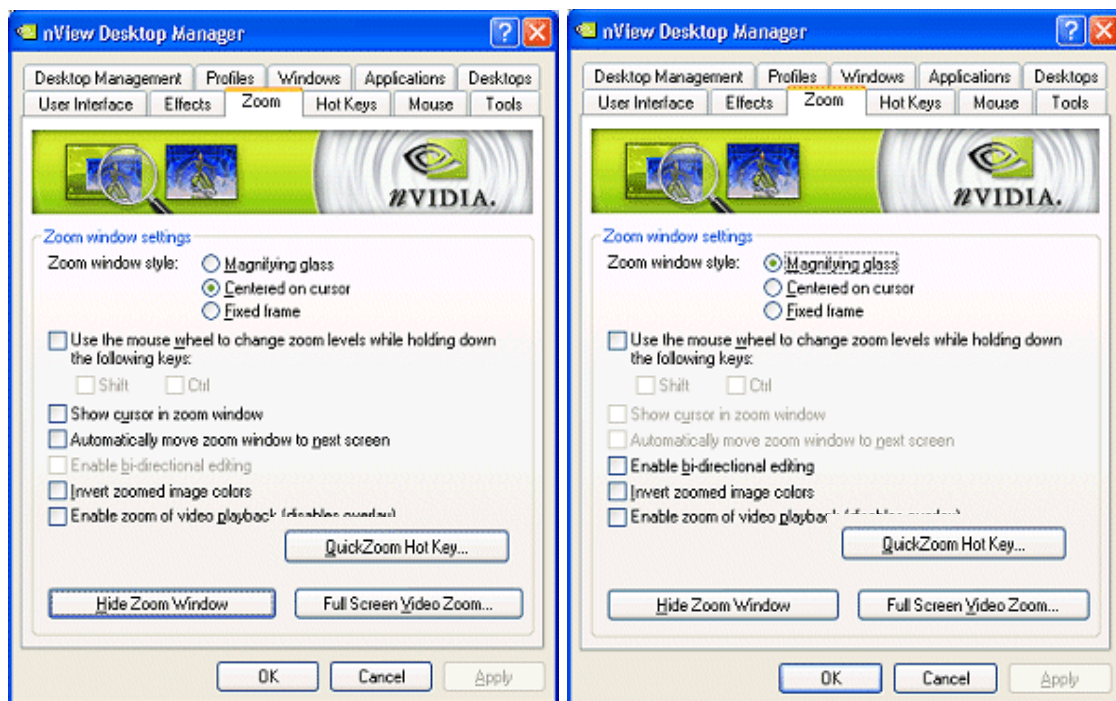 nView Desktop Manager
Desktop Management Profiles Windows Applications Desktops
User Interface Effects Zoom Hot Keys Mouse Tools
nVIDIA.
Zoom window settings
Zoom window style: Magnifying glass
Centered on cursor
Fixed frame
Use the mouse wheel to change zoom levels while holding down
the following keys:
Shift Ctrl
Show cursor in zoom window
Automatically move zoom window to next screen
Enable bi-directional editing
Invert zoomed image colors
Enable zoom of video playback (disables overlay)
QuickZoom Hot Key...
Hide Zoom Window Full Screen Video Zoom...
OK Cancel Apply
nView Desktop Manager
Desktop Management Profiles Windows Applications Desktops
User Interface Effects Zoom Hot Keys Mouse Tools
nVIDIA.
Zoom window settings
Zoom window style: Magnifying glass
Centered on cursor
Fixed frame
Use the mouse wheel to change zoom levels while holding down
the following keys:
Shift Ctrl
Show cursor in zoom window
Automatically move zoom window to next screen
Enable bi-directional editing
Invert zoomed image colors
Enable zoom of video
QuickZoom Hot Key...
Hide Zoom Window Full Screen Video Zoom...
OK Cancel Apply